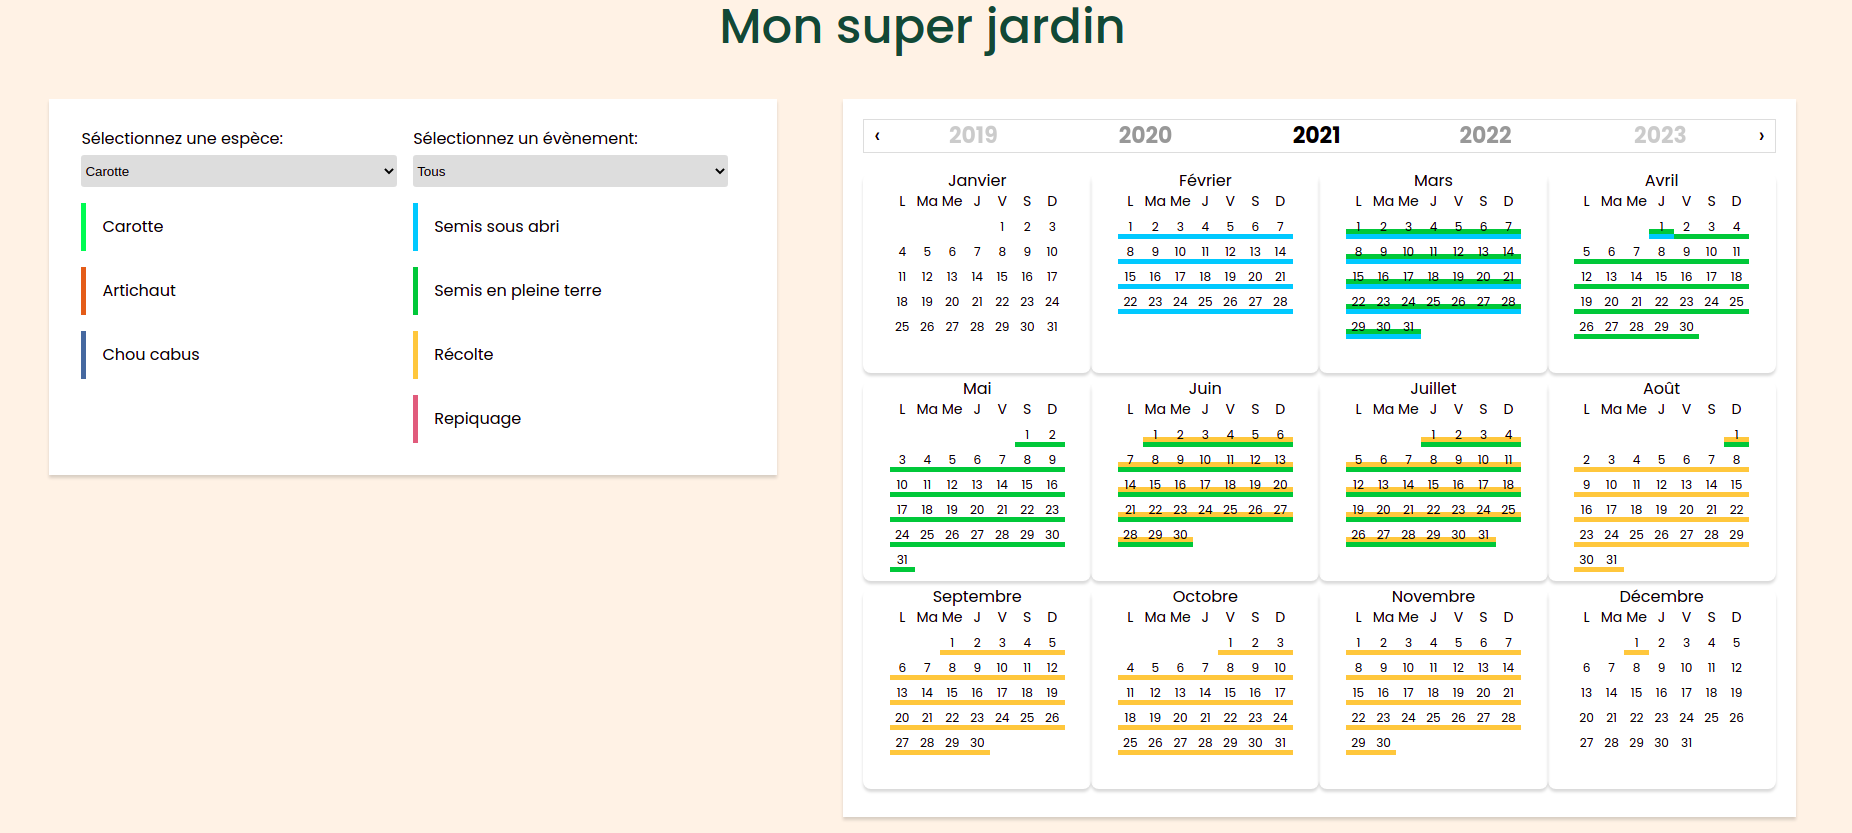 Mon super jardin
Sélectionnez une espèce:
Carotte
Carotte
Artichaut
Chou cabus
Sélectionnez un évènement:
Tous
Semis sous abri
Semis en pleine terre
Récolte
Repiquage
‹ 2019 2020 2021 2022 2023 ›
Janvier
L Ma Me J V S D
1 2 3
4 5 6 7 8 9 10
11 12 13 14 15 16 17
18 19 20 21 22 23 24
25 26 27 28 29 30 31
Février
L Ma Me J V S D
1 2 3 4 5 6 7
8 9 10 11 12 13 14
15 16 17 18 19 20 21
22 23 24 25 26 27 28
Mars
L Ma Me J V S D
1 2 3 4 5 6 7
8 9 10 11 12 13 14
15 16 17 18 19 20 21
22 23 24 25 26 27 28
29 30 31
Avril
L Ma Me J V S D
1 2 3 4
5 6 7 8 9 10 11
12 13 14 15 16 17 18
19 20 21 22 23 24 25
26 27 28 29 30
Mai
L Ma Me J V S D
1 2
3 4 5 6 7 8 9
10 11 12 13 14 15 16
17 18 19 20 21 22 23
24 25 26 27 28 29 30
31
Juin
L Ma Me J V S D
1 2 3 4 5 6
7 8 9 10 11 12 13
14 15 16 17 18 19 20
21 22 23 24 25 26 27
28 29 30
Juillet
L Ma Me J V S D
1 2 3 4
5 6 7 8 9 10 11
12 13 14 15 16 17 18
19 20 21 22 23 24 25
26 27 28 29 30 31
Août
L Ma Me J V S D
1
2 3 4 5 6 7 8
9 10 11 12 13 14 15
16 17 18 19 20 21 22
23 24 25 26 27 28 29
30 31
Septembre
L Ma Me J V S D
1 2 3 4 5
6 7 8 9 10 11 12
13 14 15 16 17 18 19
20 21 22 23 24 25 26
27 28 29 30
Octobre
L Ma Me J V S D
1 2 3
4 5 6 7 8 9 10
11 12 13 14 15 16 17
18 19 20 21 22 23 24
25 26 27 28 29 30 31
Novembre
L Ma Me J V S D
1 2 3 4 5 6 7
8 9 10 11 12 13 14
15 16 17 18 19 20 21
22 23 24 25 26 27 28
29 30
Décembre
L Ma Me J V S D
1 2 3 4 5
6 7 8 9 10 11 12
13 14 15 16 17 18 19
20 21 22 23 24 25 26
27 28 29 30 31